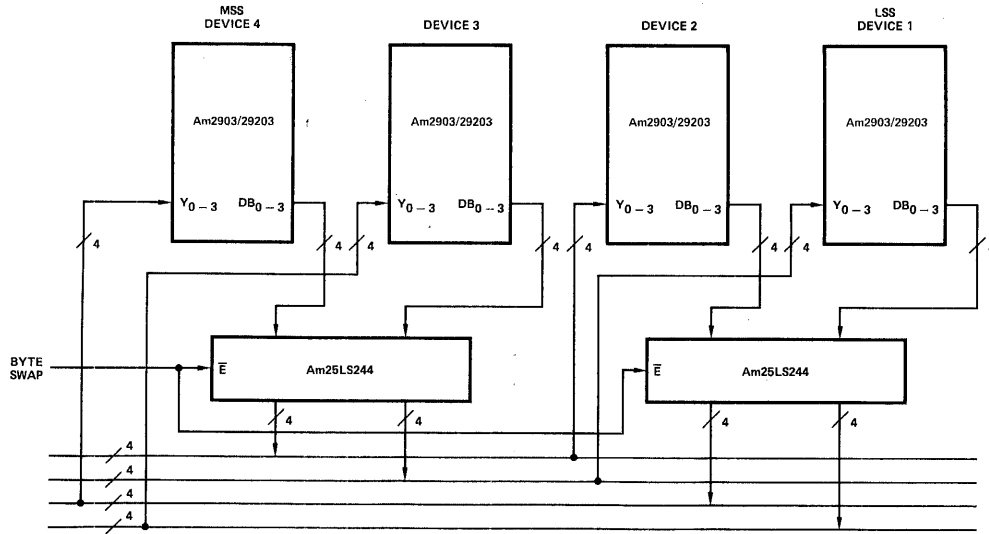 MSS
DEVICE 4
DEVICE 3
DEVICE 2
LSS
DEVICE 1
Am2903/29203
Am2903/29203
Am2903/29203
Am2903/29203
Y0 – 3 DB0 – 3
Y0 – 3 DB0 – 3
Y0 – 3 DB0 – 3
Y0 – 3 DB0 – 3
4
4
4
4
4
4
4
BYTE
SWAP
E̅ Am25LS244
E̅ Am25LS244
4
4
4
4
4
4
4
4